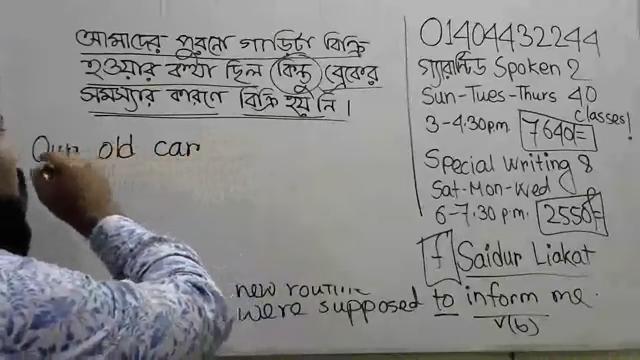 আমাদের পুরনো গাড়িটা বিক্রি
হওয়ার কথা ছিল কিন্তু ব্রেকের
সমস্যার কারণে বিক্রি হয় নি।
Our old car
new routine
were supposed to inform me.
V(b)
01404432244
গ্যারান্টিড Spoken 2
Sun-Tues-Thurs 40
classes!
3-4.30pm 7640/=
Special writing 8
Sat-Mon-Wed
6-7.30 p.m. 2550/=
f Saidur Liakat